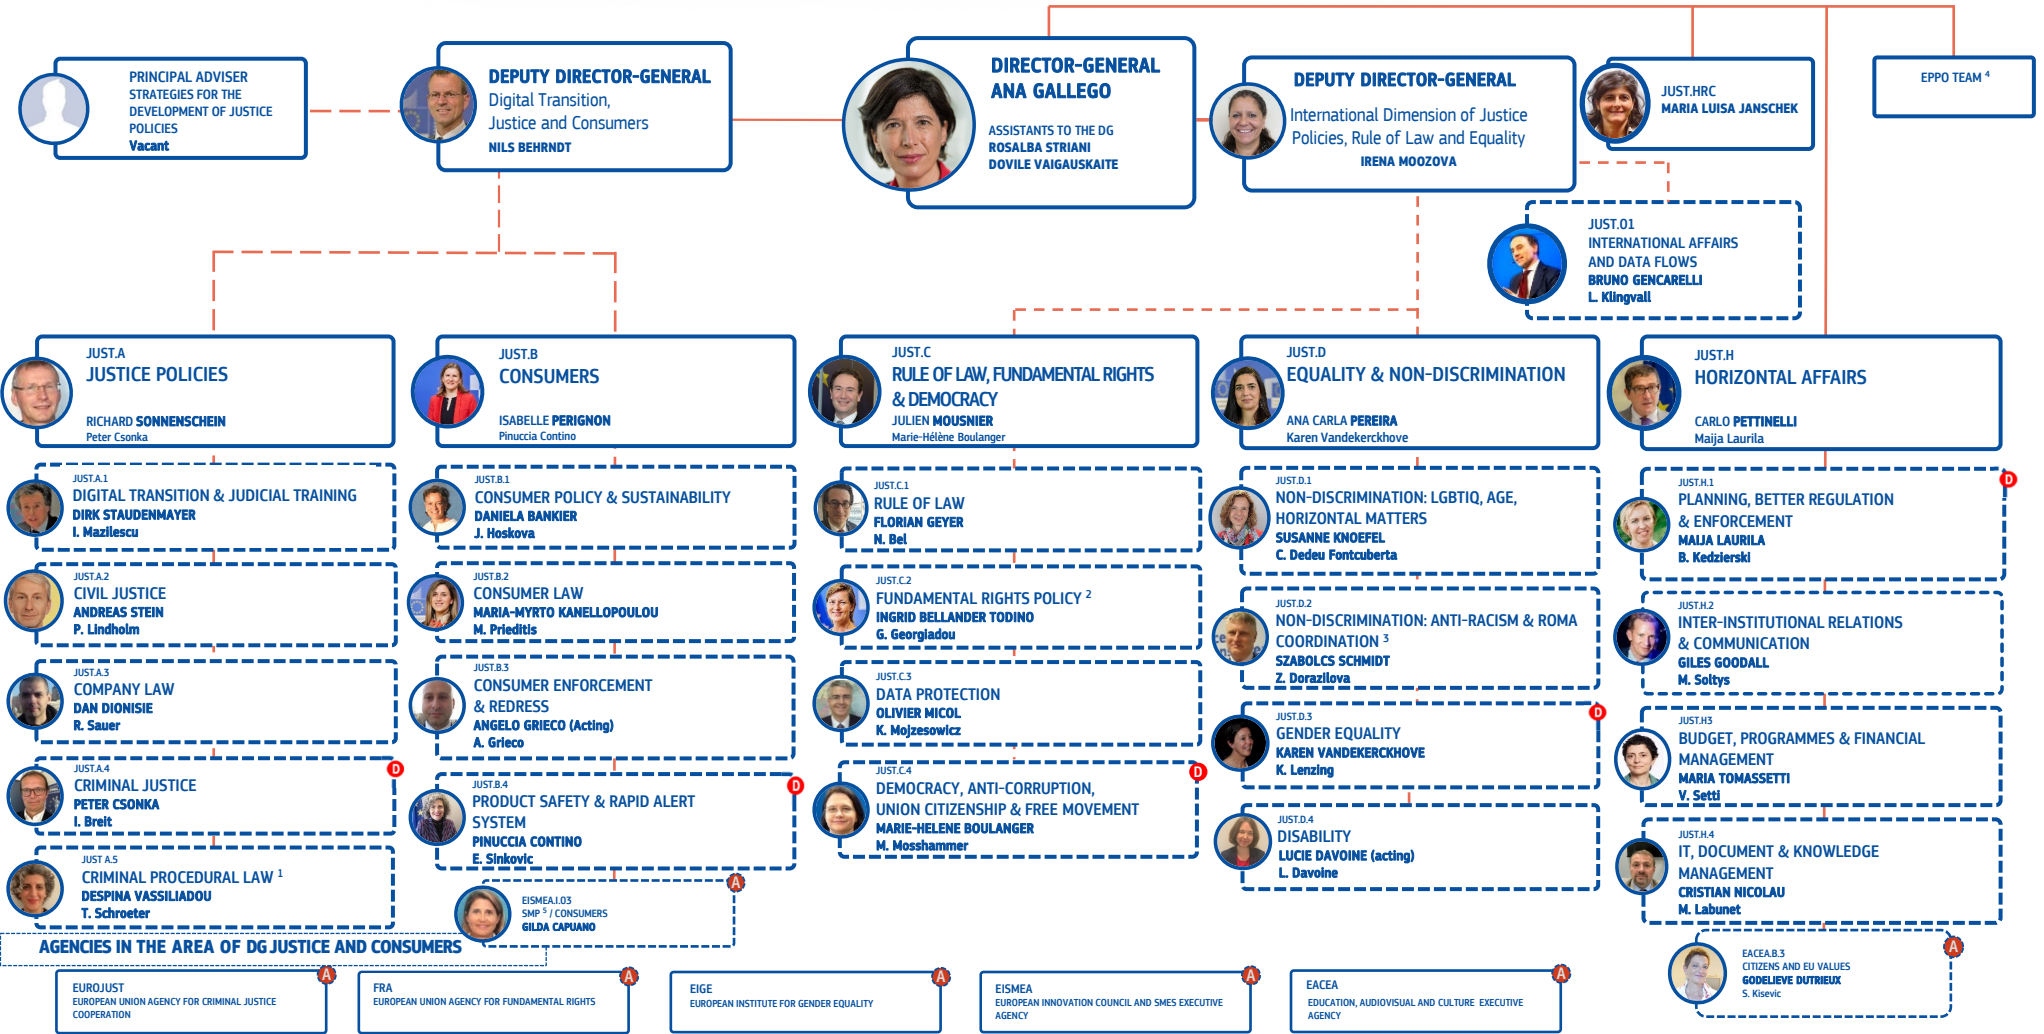 PRINCIPAL ADVISER
STRATEGIES FOR THE
DEVELOPMENT OF JUSTICE
POLICIES
Vacant
DEPUTY DIRECTOR-GENERAL
Digital Transition,
Justice and Consumers
NILS BEHRNDT
DIRECTOR-GENERAL
ANA GALLEGO
ASSISTANTS TO THE DG
ROSALBA STRIANI
DOVILE VAIGAUSKAITE
DEPUTY DIRECTOR-GENERAL
International Dimension of Justice
Policies, Rule of Law and Equality
IRENA MOOZOVA
JUST.HRC
MARIA LUISA JANSCHEK
EPPO TEAM 4
JUST.01
INTERNATIONAL AFFAIRS
AND DATA FLOWS
BRUNO GENCARELLI
L. Klingvall
JUST.A
JUSTICE POLICIES
RICHARD SONNENSCHEIN
Peter Csonka
JUST.B
CONSUMERS
ISABELLE PERIGNON
Pinuccia Contino
JUST.C
RULE OF LAW, FUNDAMENTAL RIGHTS
& DEMOCRACY
JULIEN MOUSNIER
Marie-Hélène Boulanger
JUST.D
EQUALITY & NON-DISCRIMINATION
ANA CARLA PEREIRA
Karen Vandekerckhove
JUST.H
HORIZONTAL AFFAIRS
CARLO PETTINELLI
Maija Laurila
JUST.A.1
DIGITAL TRANSITION & JUDICIAL TRAINING
DIRK STAUDENMAYER
I. Mazilescu
JUST.A.2
CIVIL JUSTICE
ANDREAS STEIN
P. Lindholm
JUST.A.3
COMPANY LAW
DAN DIONISIE
R. Sauer
JUST.A.4
D
CRIMINAL JUSTICE
PETER CSONKA
I. Breit
JUST A.5
CRIMINAL PROCEDURAL LAW 1
DESPINA VASSILIADOU
T. Schroeter
JUST.B.1
CONSUMER POLICY & SUSTAINABILITY
DANIELA BANKIER
J. Hoskova
JUST.B.2
CONSUMER LAW
MARIA-MYRTO KANELLOPOULOU
M. Prieditis
JUST.B.3
CONSUMER ENFORCEMENT
& REDRESS
ANGELO GRIECO (Acting)
A. Grieco
JUST.B.4
D
PRODUCT SAFETY & RAPID ALERT
SYSTEM
PINUCCIA CONTINO
E. Sinkovic
A
EISMEA.I.03
SMP 5 / CONSUMERS
GILDA CAPUANO
JUST.C.1
RULE OF LAW
FLORIAN GEYER
N. Bel
JUST.C.2
FUNDAMENTAL RIGHTS POLICY 2
INGRID BELLANDER TODINO
G. Georgiadou
JUST.C.3
DATA PROTECTION
OLIVIER MICOL
K. Mojzesowicz
JUST.C.4
D
DEMOCRACY, ANTI-CORRUPTION,
UNION CITIZENSHIP & FREE MOVEMENT
MARIE-HELENE BOULANGER
M. Mosshammer
JUST.D.1
NON-DISCRIMINATION: LGBTIQ, AGE,
HORIZONTAL MATTERS
SUSANNE KNOEFEL
C. Dedeu Fontcuberta
JUST.D.2
NON-DISCRIMINATION: ANTI-RACISM & ROMA
COORDINATION 3
SZABOLCS SCHMIDT
Z. Dorazilova
JUST.D.3
D
GENDER EQUALITY
KAREN VANDEKERCKHOVE
K. Lenzing
JUST.D.4
DISABILITY
LUCIE DAVOINE (acting)
L. Davoine
JUST.H.1
D
PLANNING, BETTER REGULATION
& ENFORCEMENT
MAIJA LAURILA
B. Kedzierski
JUST.H.2
INTER-INSTITUTIONAL RELATIONS
& COMMUNICATION
GILES GOODALL
M. Soltys
JUST.H3
BUDGET, PROGRAMMES & FINANCIAL
MANAGEMENT
MARIA TOMASSETTI
V. Setti
JUST.H.4
IT, DOCUMENT & KNOWLEDGE
MANAGEMENT
CRISTIAN NICOLAU
M. Labunet
A
EACEA.B.3
CITIZENS AND EU VALUES
GODELIEVE DUTRIEUX
S. Kisevic
AGENCIES IN THE AREA OF DG JUSTICE AND CONSUMERS
A
EUROJUST
EUROPEAN UNION AGENCY FOR CRIMINAL JUSTICE
COOPERATION
A
FRA
EUROPEAN UNION AGENCY FOR FUNDAMENTAL RIGHTS
A
EIGE
EUROPEAN INSTITUTE FOR GENDER EQUALITY
A
EISMEA
EUROPEAN INNOVATION COUNCIL AND SMES EXECUTIVE
AGENCY
A
EACEA
EDUCATION, AUDIOVISUAL AND CULTURE EXECUTIVE
AGENCY